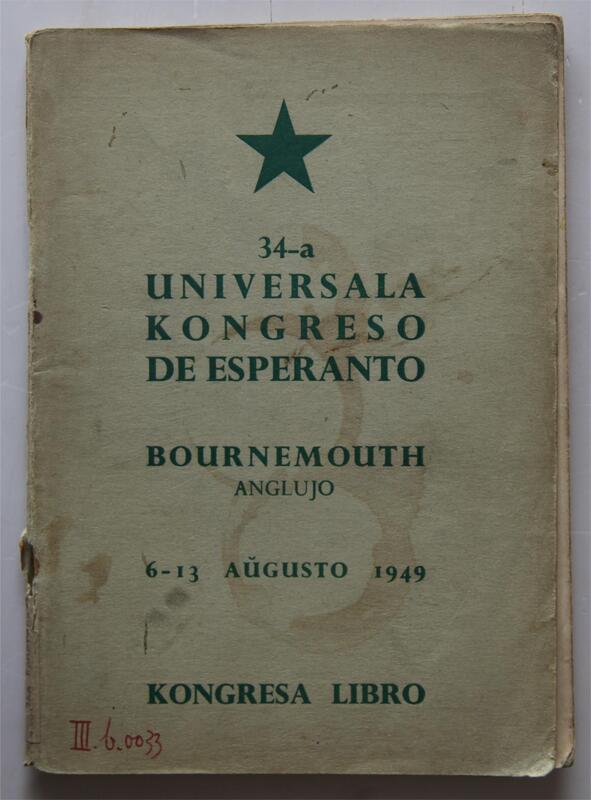 34-a
UNIVERSALA
KONGRESO
DE ESPERANTO
BOURNEMOUTH
ANGLUJO
6-13 AŬGUSTO 1949
KONGRESA LIBRO
III.b.0033